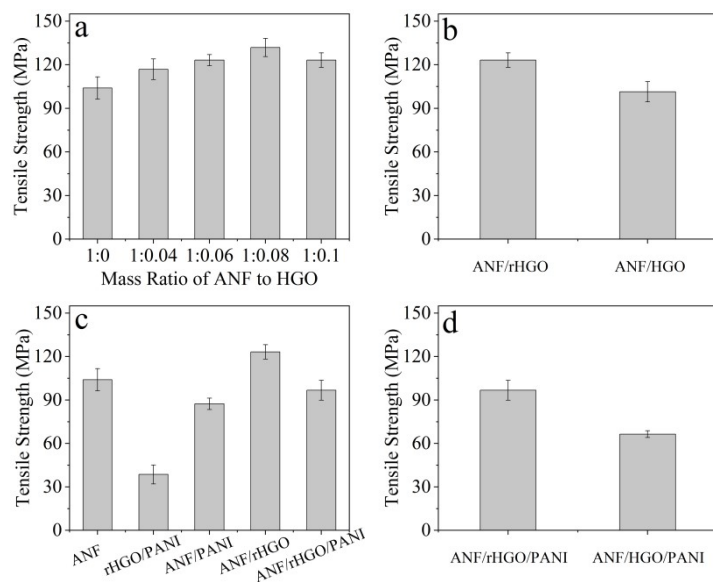 a
Tensile Strength (MPa)
150
120
90
60
30
0
1:0 1:0.04 1:0.06 1:0.08 1:0.1
Mass Ratio of ANF to HGO
b
Tensile Strength (MPa)
150
120
90
60
30
0
ANF/rHGO ANF/HGO
c
Tensile Strength (MPa)
150
120
90
60
30
0
ANF rHGO/PANI ANF/PANI ANF/rHGO ANF/rHGO/PANI
d
Tensile Strength (MPa)
150
120
90
60
30
0
ANF/rHGO/PANI ANF/HGO/PANI